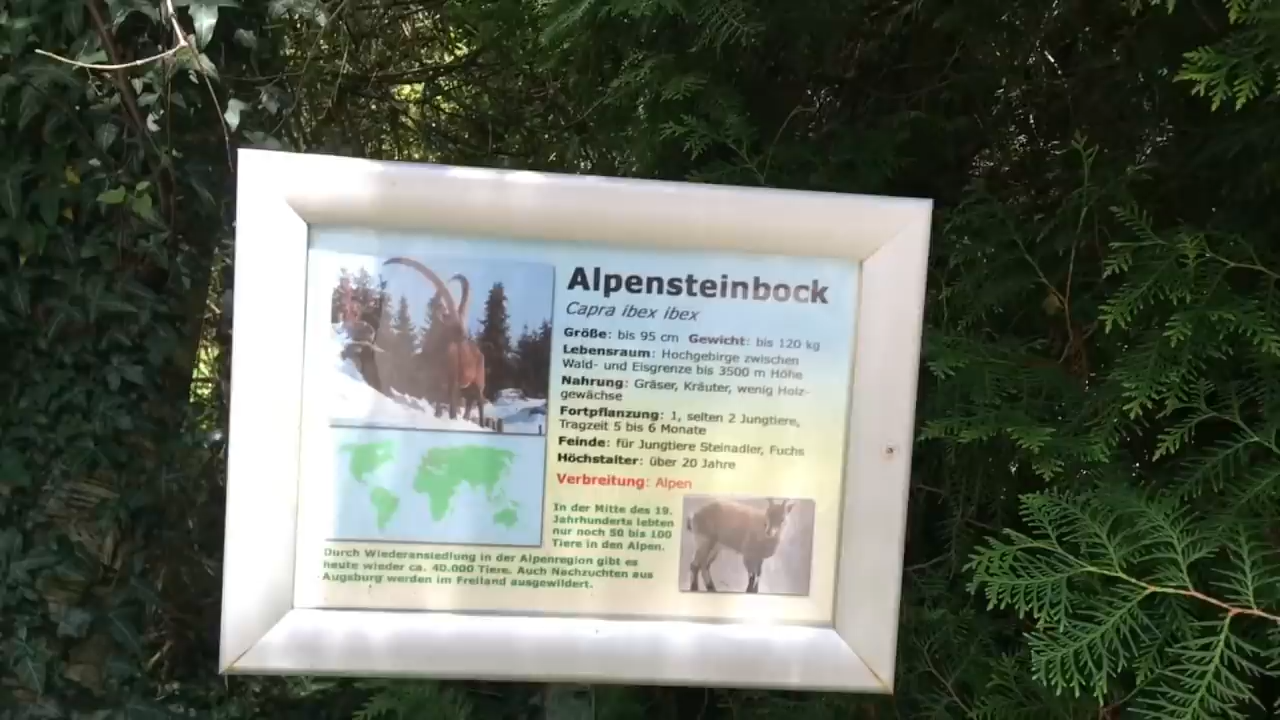 Alpensteinbock
Capra ibex ibex
Größe: bis 95 cm Gewicht: bis 120 kg
Lebensraum: Hochgebirge zwischen
Wald- und Eisgrenze bis 3500 m Höhe
Nahrung: Gräser, Kräuter, wenig Holz-
gewächse
Fortpflanzung: 1, selten 2 Jungtiere,
Tragzeit 5 bis 6 Monate
Feinde: für Jungtiere Steinadler, Fuchs
Höchstalter: über 20 Jahre
Verbreitung: Alpen
In der Mitte des 19.
Jahrhunderts lebten
nur noch 50 bis 100
Tiere in den Alpen.
Durch Wiederansiedlung in der Alpenregion gibt es
heute wieder ca. 40.000 Tiere. Auch Nachzuchten aus
Augsburg werden im Freiland ausgewildert.